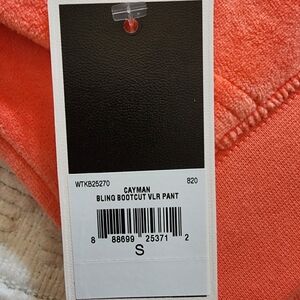 WTKB25270 820
CAYMAN
BLING BOOTCUT VLR PANT
8 88699 25371 2
S